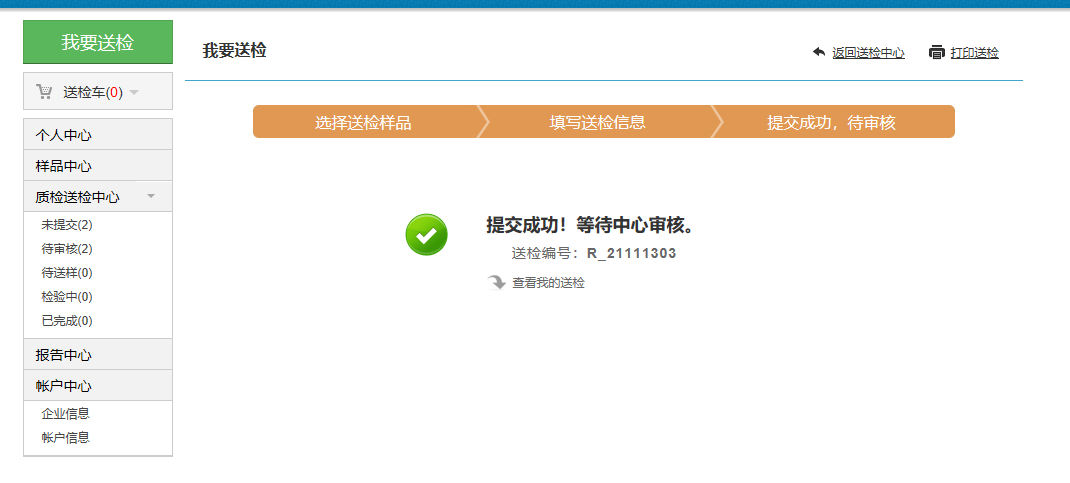 我要送检
送检车(0)
个人中心
样品中心
质检送检中心
未提交(2)
待审核(2)
待送样(0)
检验中(0)
已完成(0)
报告中心
帐户中心
企业信息
帐户信息
我要送检
返回送检中心
打印送检
选择送检样品
填写送检信息
提交成功，待审核
提交成功！等待中心审核。
送检编号：R_21111303
查看我的送检